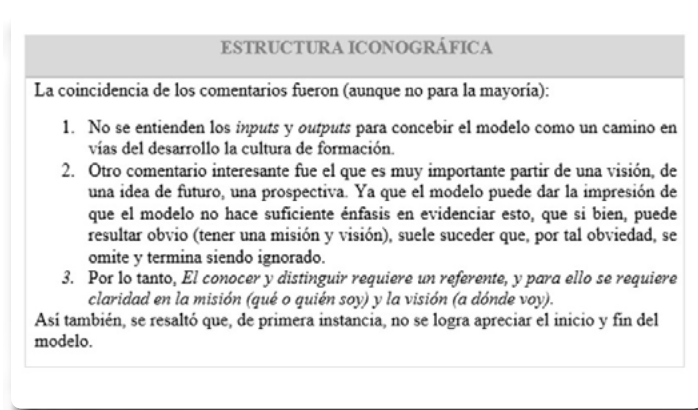 ESTRUCTURA ICONOGRÁFICA
La coincidencia de los comentarios fueron (aunque no para la mayoría):
1. No se entienden los inputs y outputs para concebir el modelo como un camino en
vías del desarrollo la cultura de formación.
2. Otro comentario interesante fue el que es muy importante partir de una visión, de
una idea de futuro, una prospectiva. Ya que el modelo puede dar la impresión de
que el modelo no hace suficiente énfasis en evidenciar esto, que si bien, puede
resultar obvio (tener una misión y visión), suele suceder que, por tal obviedad, se
omite y termina siendo ignorado.
3. Por lo tanto, El conocer y distinguir requiere un referente, y para ello se requiere
claridad en la misión (qué o quién soy) y la visión (a dónde voy).
Así también, se resaltó que, de primera instancia, no se logra apreciar el inicio y fin del
modelo.